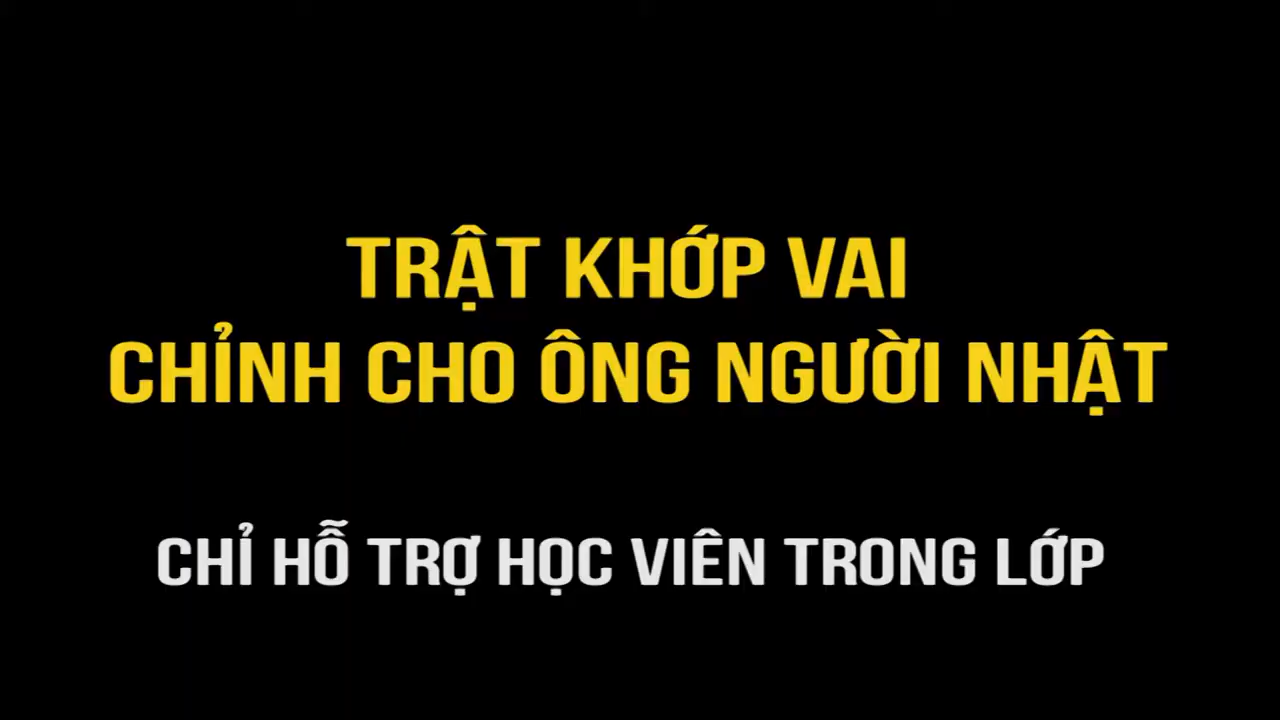 TRẬT KHỚP VAI
CHỈNH CHO ÔNG NGƯỜI NHẬT
CHỈ HỖ TRỢ HỌC VIÊN TRONG LỚP